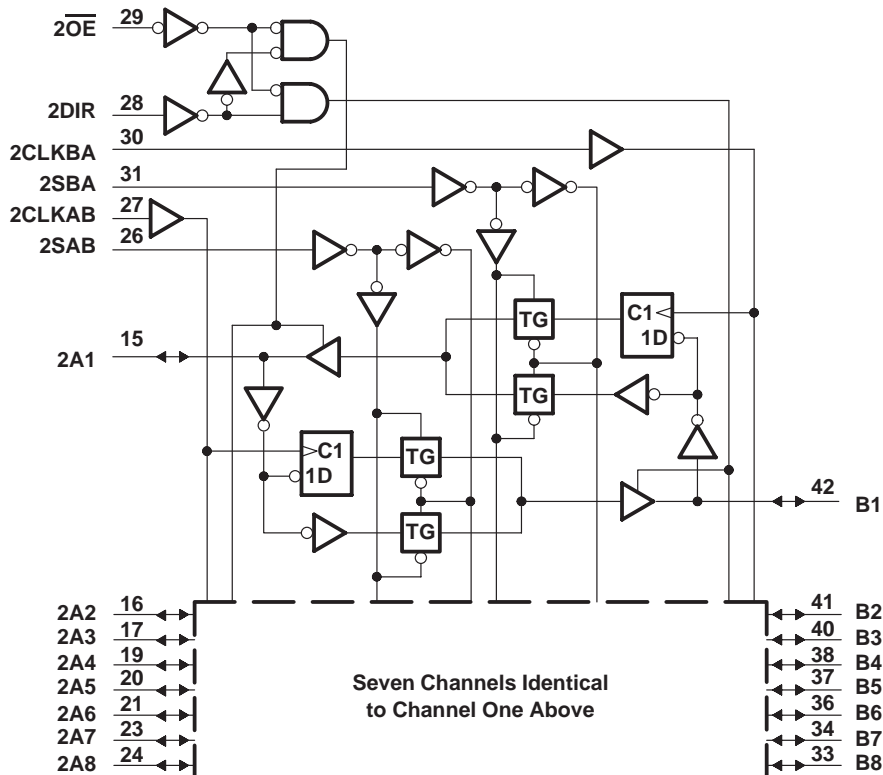 2O̅E̅ 29
2DIR 28
2CLKBA 30
2SBA 31
2CLKAB 27
2SAB 26
TG C1
1D
2A1 15
TG
C1
1D TG
TG
42 B1
2A2 16 41 B2
2A3 17 40 B3
2A4 19 38 B4
2A5 20 37 B5
2A6 21 36 B6
2A7 23 34 B7
2A8 24 33 B8
Seven Channels Identical
to Channel One Above